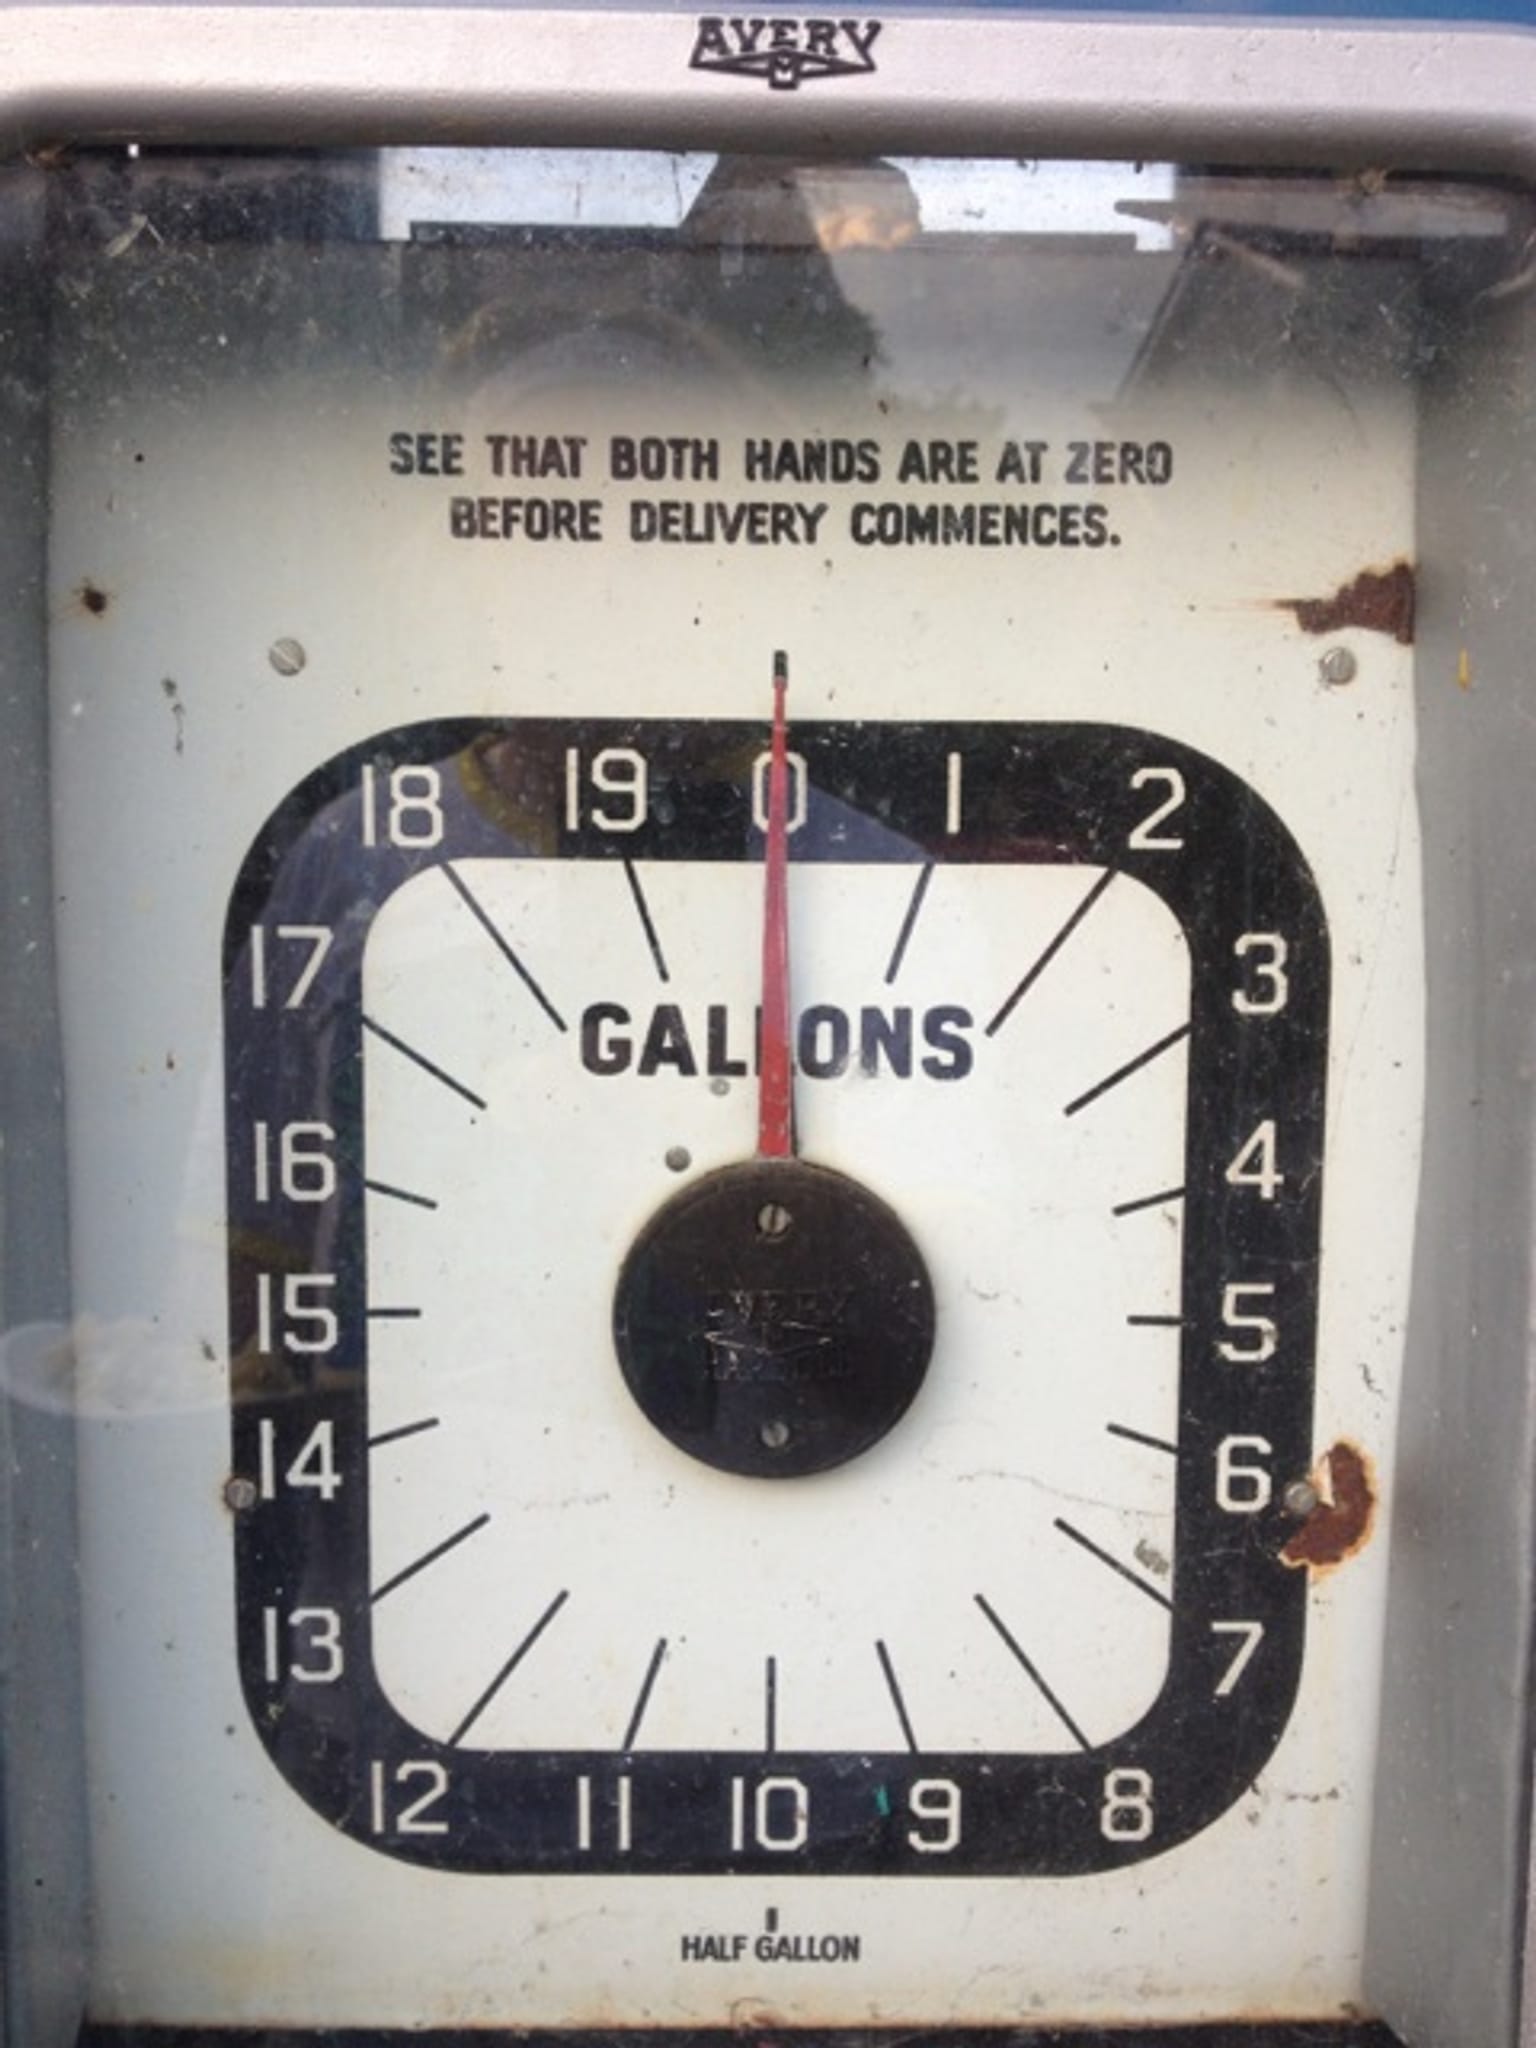 AVERY
SEE THAT BOTH HANDS ARE AT ZERO
BEFORE DELIVERY COMMENCES.
18 19 0 1 2
17 3
GALLONS
16 4
AVERY
15 5
14 6
13 7
12 11 10 9 8
HALF GALLON